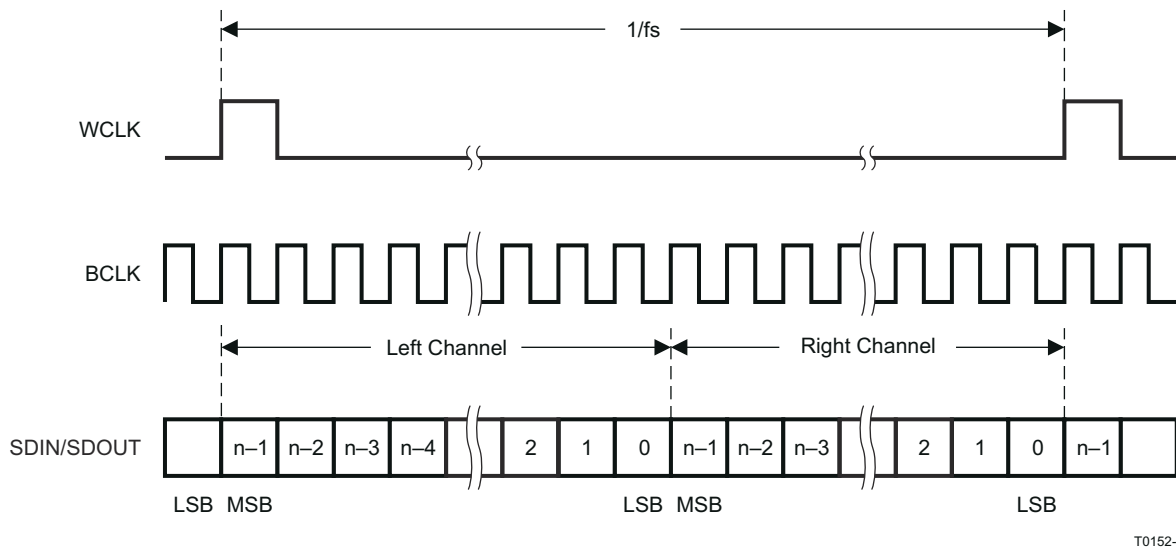 1/fs
WCLK
BCLK
Left Channel
Right Channel
SDIN/SDOUT
n–1 n–2 n–3 n–4 2 1 0 n–1 n–2 n–3 2 1 0 n–1
LSB MSB LSB MSB LSB
T0152-